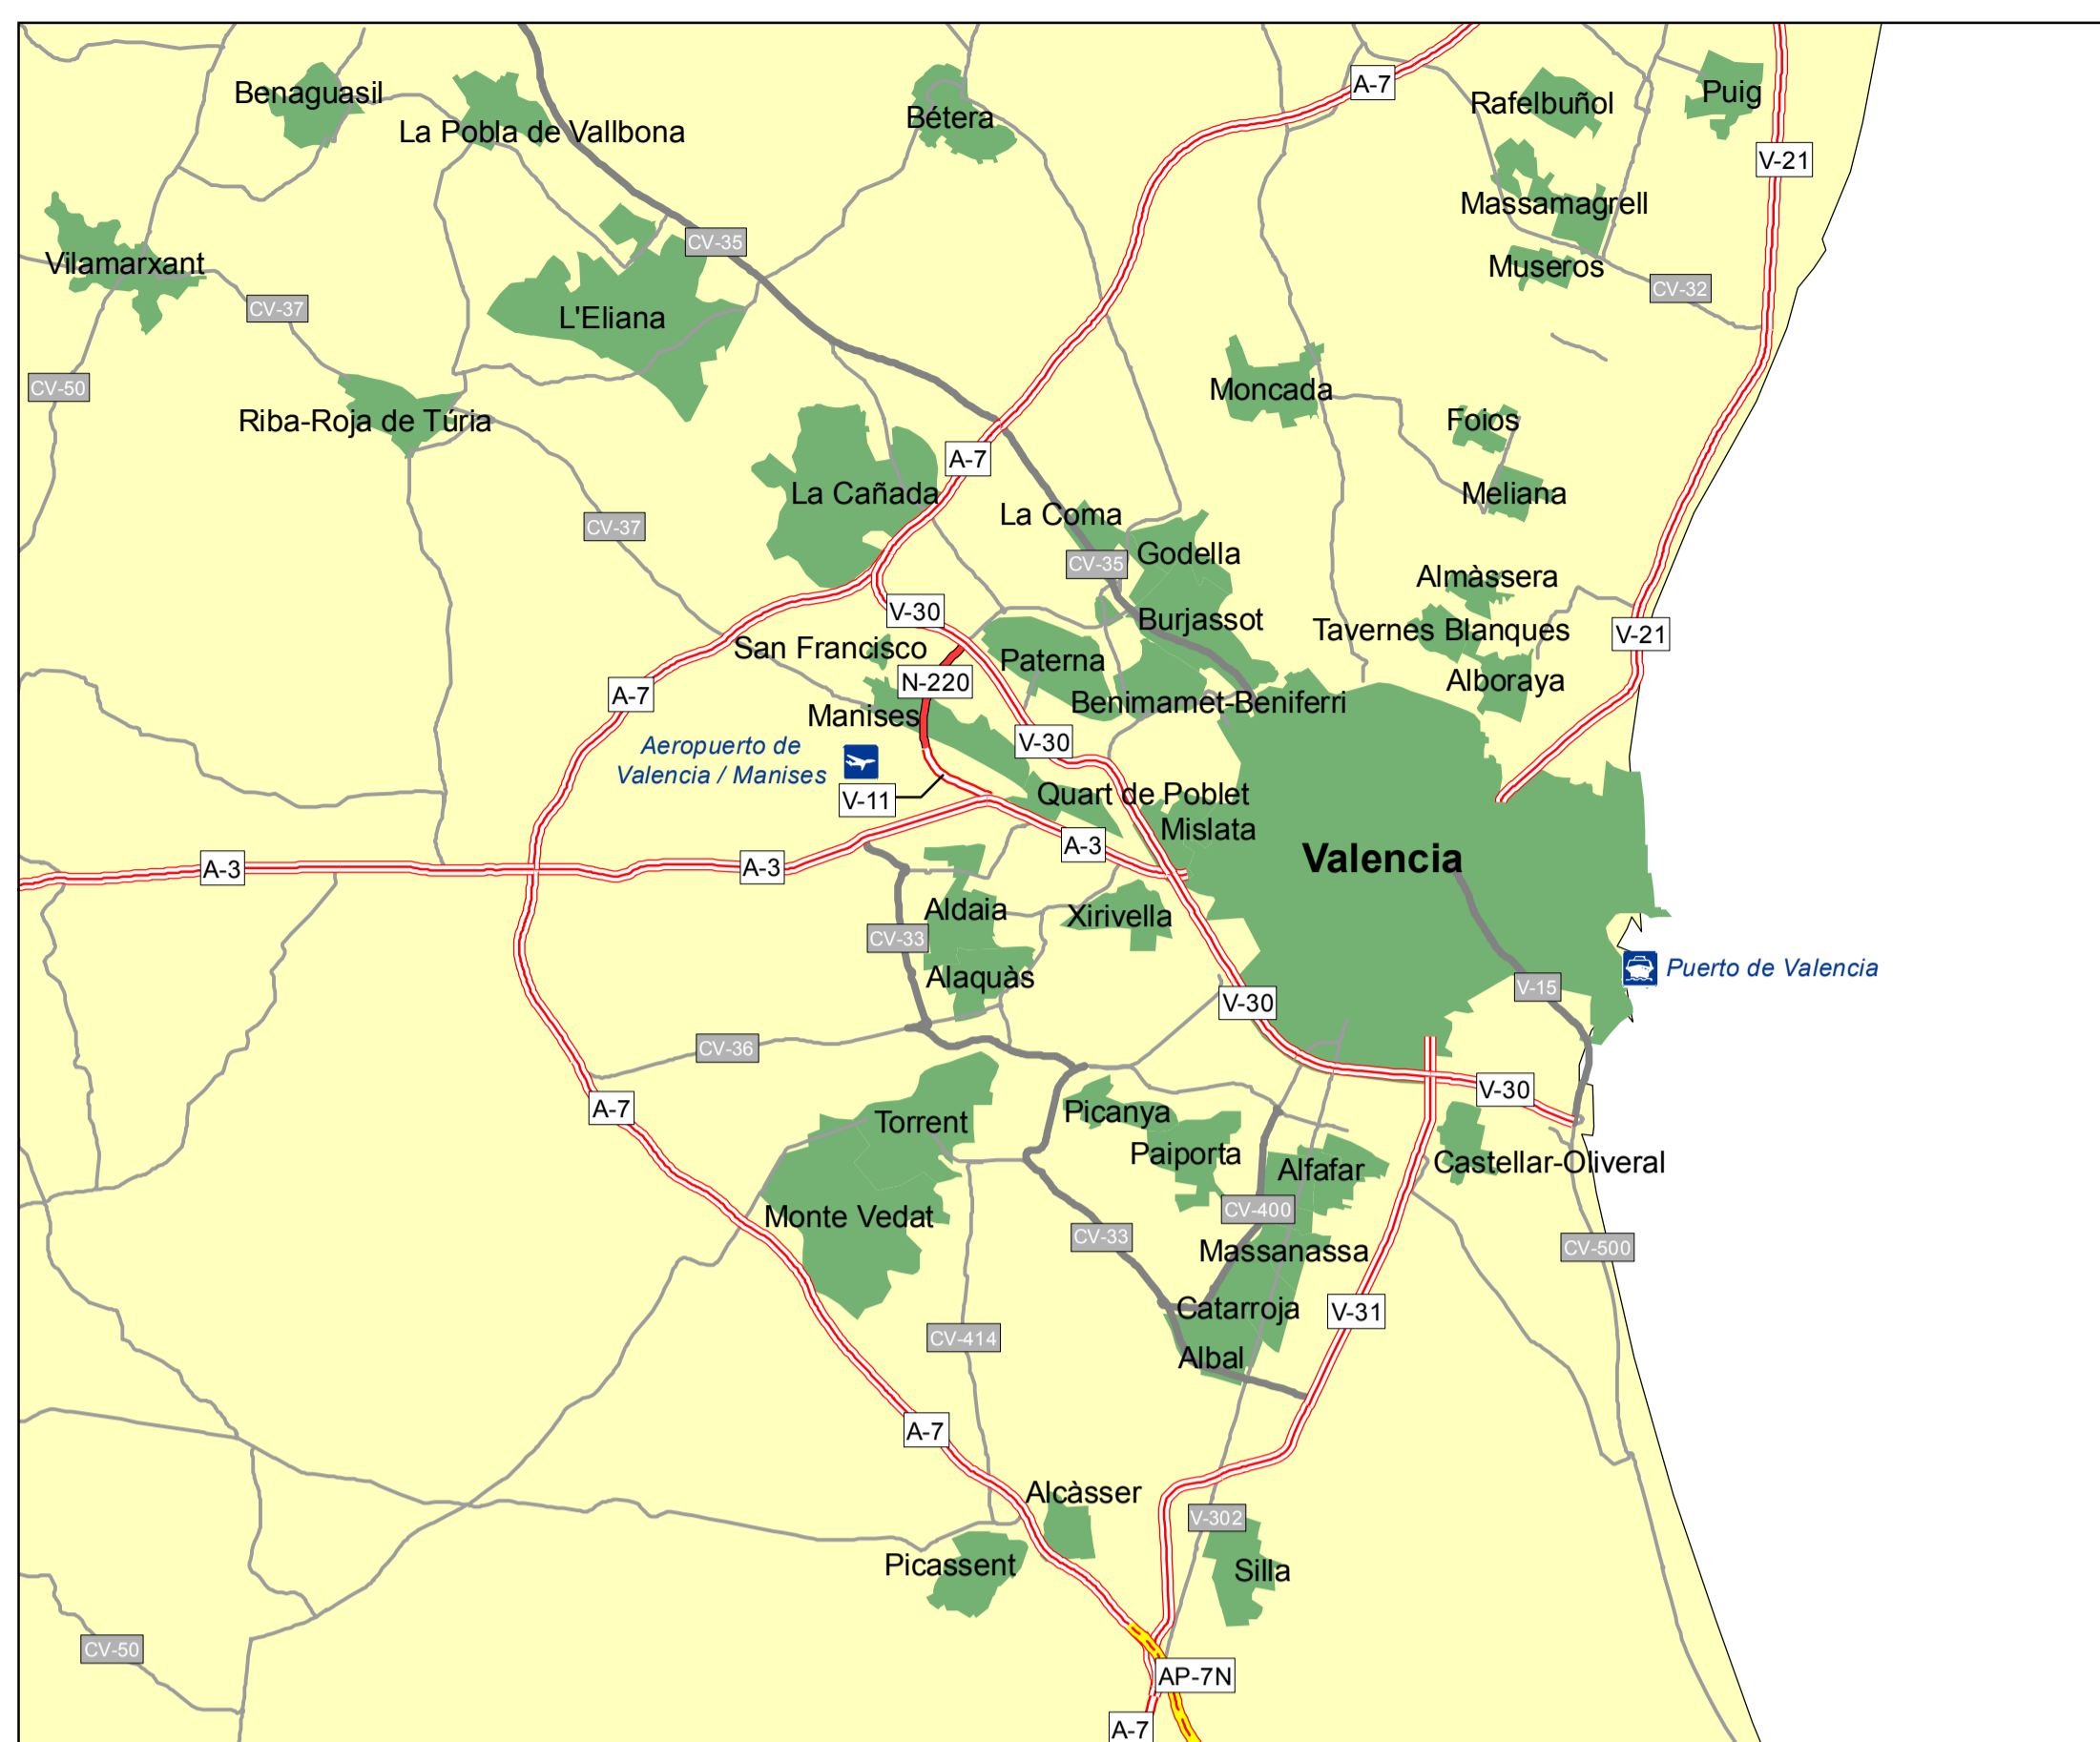 A-7
Puig
Benaguasil
Rafelbuñol
Bétera
La Pobla de Vallbona
V-21
Massamagrell
CV-35
Vilamarxant
Museros
CV-32
CV-37
L'Eliana
CV-50
Moncada
Riba-Roja de Túria
Foios
A-7
La Cañada
Meliana
La Coma
CV-37
Godella
CV-35
Almàssera
V-30
Burjassot
Tavernes Blanques
V-21
San Francisco
Paterna
N-220
Alboraya
A-7
Benimamet-Beniferri
Manises
V-30
Aeropuerto de
Valencia / Manises
V-11
Quart de Poblet
Mislata
A-3
Valencia
A-3
A-3
Aldaia
Xirivella
CV-33
Puerto de Valencia
Alaquàs
V-15
V-30
CV-36
V-30
A-7
Picanya
Torrent
Paiporta
Castellar-Oliveral
Alfafar
CV-400
Monte Vedat
CV-33
CV-500
Massanassa
Catarroja
V-31
CV-414
Albal
A-7
Alcàsser
V-302
Picassent
Silla
CV-50
AP-7N
A-7